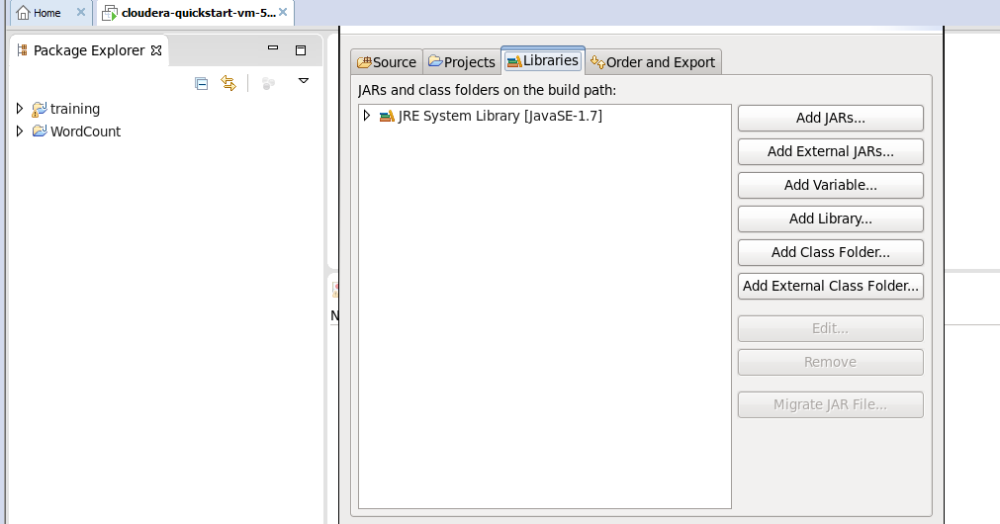 Home
cloudera-quickstart-vm-5...
Package Explorer
training
WordCount
Source
Projects
Libraries
Order and Export
JARs and class folders on the build path:
JRE System Library [JavaSE-1.7]
Add JARs...
Add External JARs...
Add Variable...
Add Library...
Add Class Folder...
Add External Class Folder...
Edit...
Remove
Migrate JAR File...